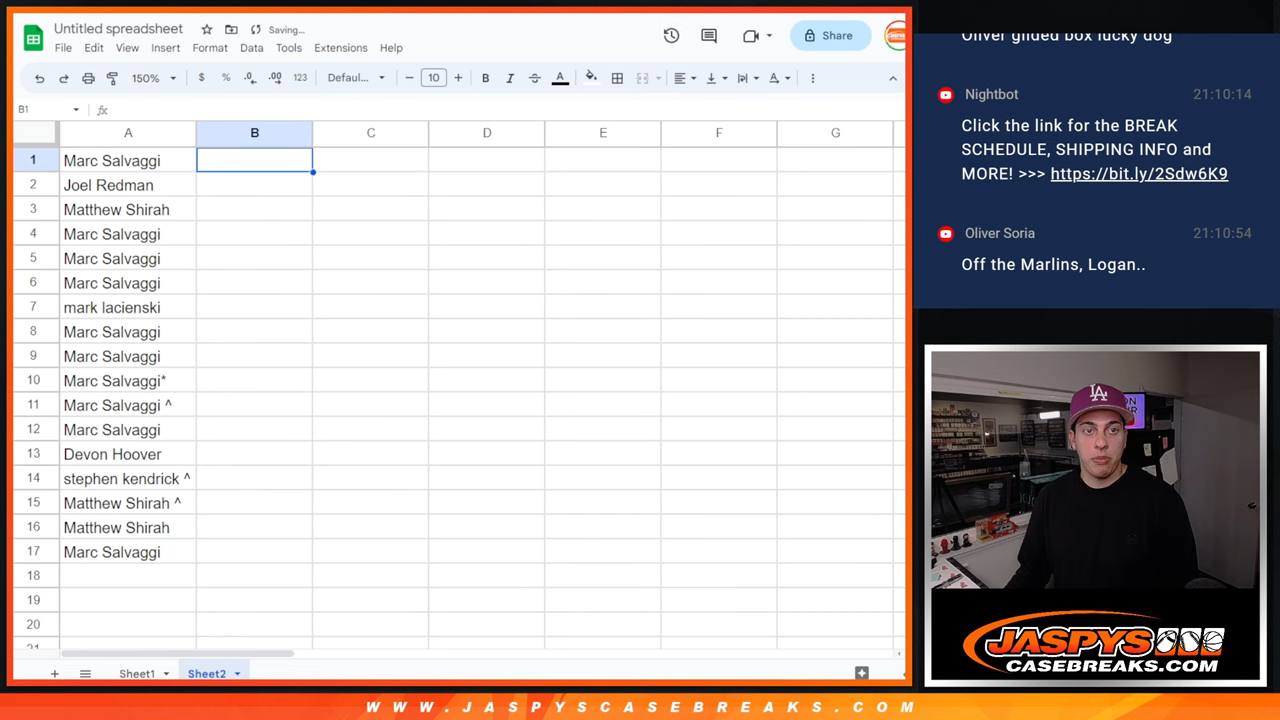 Untitled spreadsheet
Saving...
File Edit View Insert Format Data Tools Extensions Help
Share
150% $ % .0 .00 123 Defaul... 10 B I A
B1 fx
A B C D E F G
1 Marc Salvaggi
2 Joel Redman
3 Matthew Shirah
4 Marc Salvaggi
5 Marc Salvaggi
6 Marc Salvaggi
7 mark lacienski
8 Marc Salvaggi
9 Marc Salvaggi
10 Marc Salvaggi*
11 Marc Salvaggi ^
12 Marc Salvaggi
13 Devon Hoover
14 stephen kendrick ^
15 Matthew Shirah ^
16 Matthew Shirah
17 Marc Salvaggi
18
19
20
21
Sheet1 Sheet2
Oliver gilded box lucky dog
Nightbot 21:10:14
Click the link for the BREAK
SCHEDULE, SHIPPING INFO and
MORE! >>> https://bit.ly/2Sdw6K9
Oliver Soria 21:10:54
Off the Marlins, Logan..
LA
JASPYS
CASEBREAKS.COM
WWW.JASPYSCASEBREAKS.COM